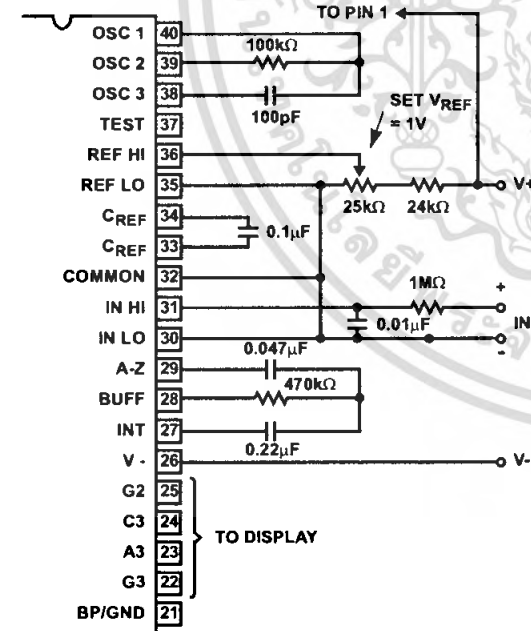 TO PIN 1
OSC 1 40
100kΩ
OSC 2 39
OSC 3 38
100pF
TEST 37
SET VREF
= 1V
REF HI 36
REF LO 35
V+
25kΩ 24kΩ
CREF 34
0.1μF
CREF 33
COMMON 32
1MΩ
+
IN HI 31
0.01μF
IN
IN LO 30
-
0.047μF
A-Z 29
BUFF 28
470kΩ
INT 27
0.22μF
V - 26
V-
G2 25
C3 24
TO DISPLAY
A3 23
G3 22
BP/GND 21